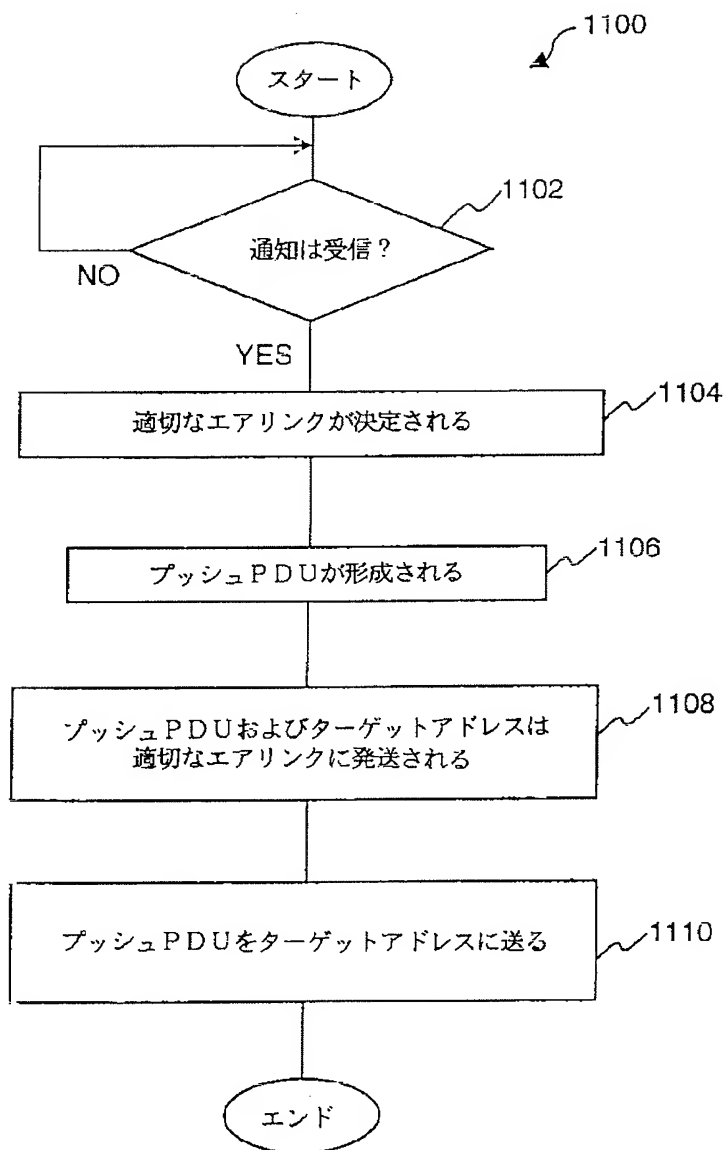 1100
スタート
1102
通知は受信？
NO
YES
1104
適切なエアリンクが決定される
1106
プッシュＰＤＵが形成される
1108
プッシュＰＤＵおよびターゲットアドレスは
適切なエアリンクに発送される
プッシュＰＤＵをターゲットアドレスに送る
1110
エンド